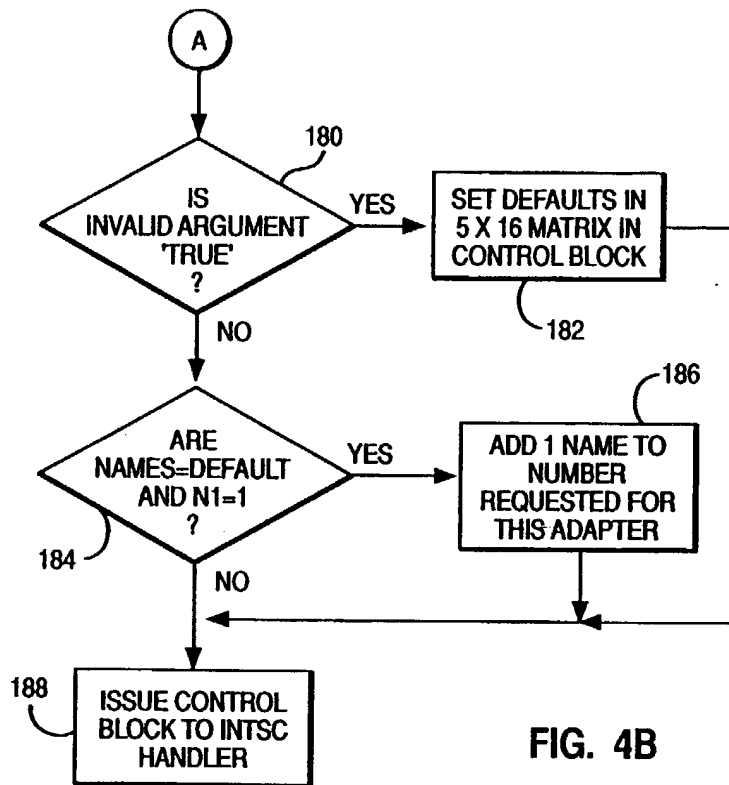 A
180
IS
INVALID ARGUMENT
'TRUE'
?
YES
SET DEFAULTS IN
5 X 16 MATRIX IN
CONTROL BLOCK
182
NO
186
ARE
NAMES=DEFAULT
AND N1=1
?
YES
ADD 1 NAME TO
NUMBER
REQUESTED FOR
THIS ADAPTER
184
NO
188
ISSUE CONTROL
BLOCK TO INTSC
HANDLER
FIG. 4B